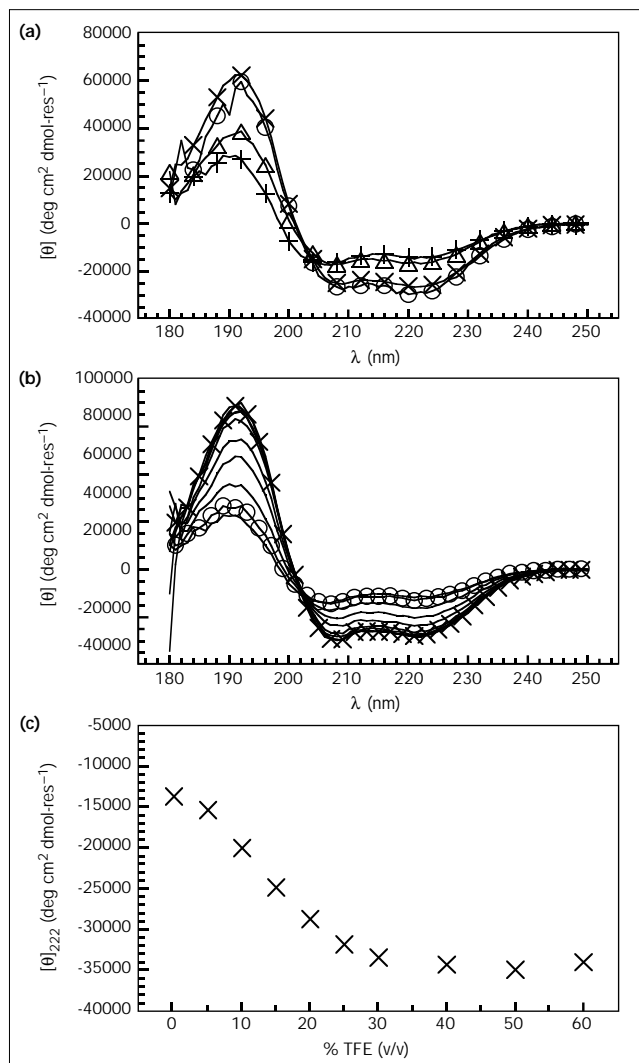 (a)
80000
60000
40000
20000
0
-20000
-40000
[θ] (deg cm² dmol-res⁻¹)
180 190 200 210 220 230 240 250
λ (nm)
(b)
100000
80000
60000
40000
20000
0
-20000
-40000
[θ] (deg cm² dmol-res⁻¹)
180 190 200 210 220 230 240 250
λ (nm)
(c)
-5000
-10000
-15000
-20000
-25000
-30000
-35000
-40000
[θ]₂₂₂ (deg cm² dmol-res⁻¹)
0 10 20 30 40 50 60
% TFE (v/v)